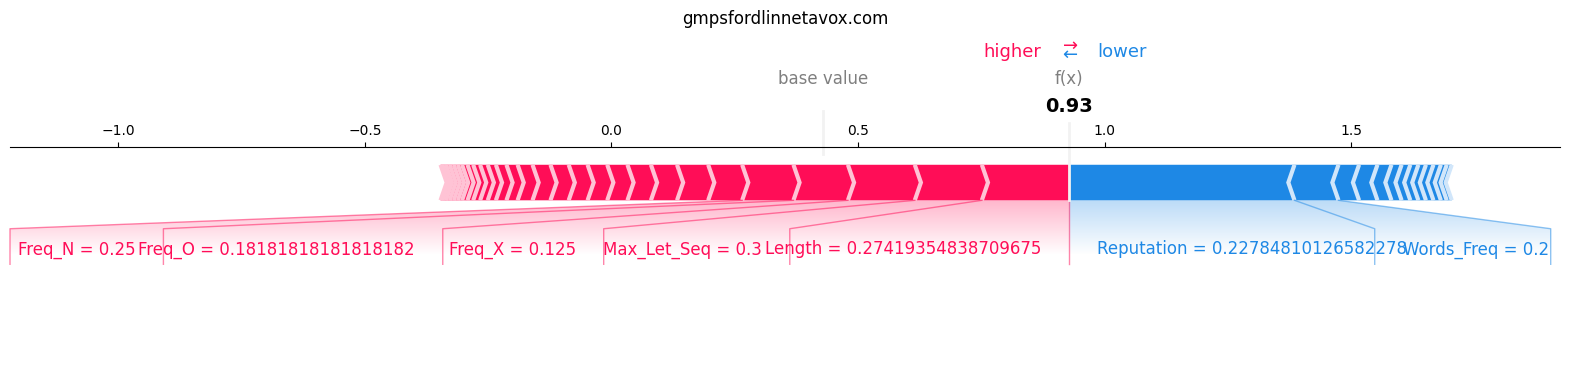 gmpsfordlinnetavox.com
higher → ← lower
base value f(x)
0.93
−1.0 −0.5 0.0 0.5 1.0 1.5
Freq_N = 0.25 Freq_O = 0.18181818181818182 Freq_X = 0.125 Max_Let_Seq = 0.3 Length = 0.27419354838709675 Reputation = 0.22784810126582278 Words_Freq = 0.2